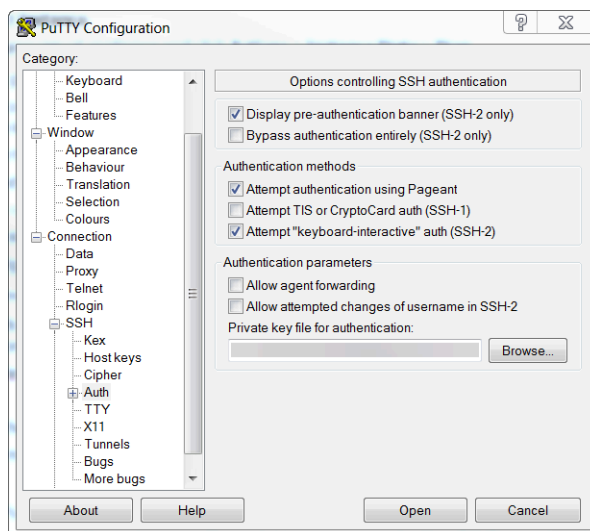 PuTTY Configuration
Category:
Keyboard
Bell
Features
Window
Appearance
Behaviour
Translation
Selection
Colours
Connection
Data
Proxy
Telnet
Rlogin
SSH
Kex
Host keys
Cipher
Auth
TTY
X11
Tunnels
Bugs
More bugs
Options controlling SSH authentication
Display pre-authentication banner (SSH-2 only)
Bypass authentication entirely (SSH-2 only)
Authentication methods
Attempt authentication using Pageant
Attempt TIS or CryptoCard auth (SSH-1)
Attempt "keyboard-interactive" auth (SSH-2)
Authentication parameters
Allow agent forwarding
Allow attempted changes of username in SSH-2
Private key file for authentication:
Browse...
About
Help
Open
Cancel